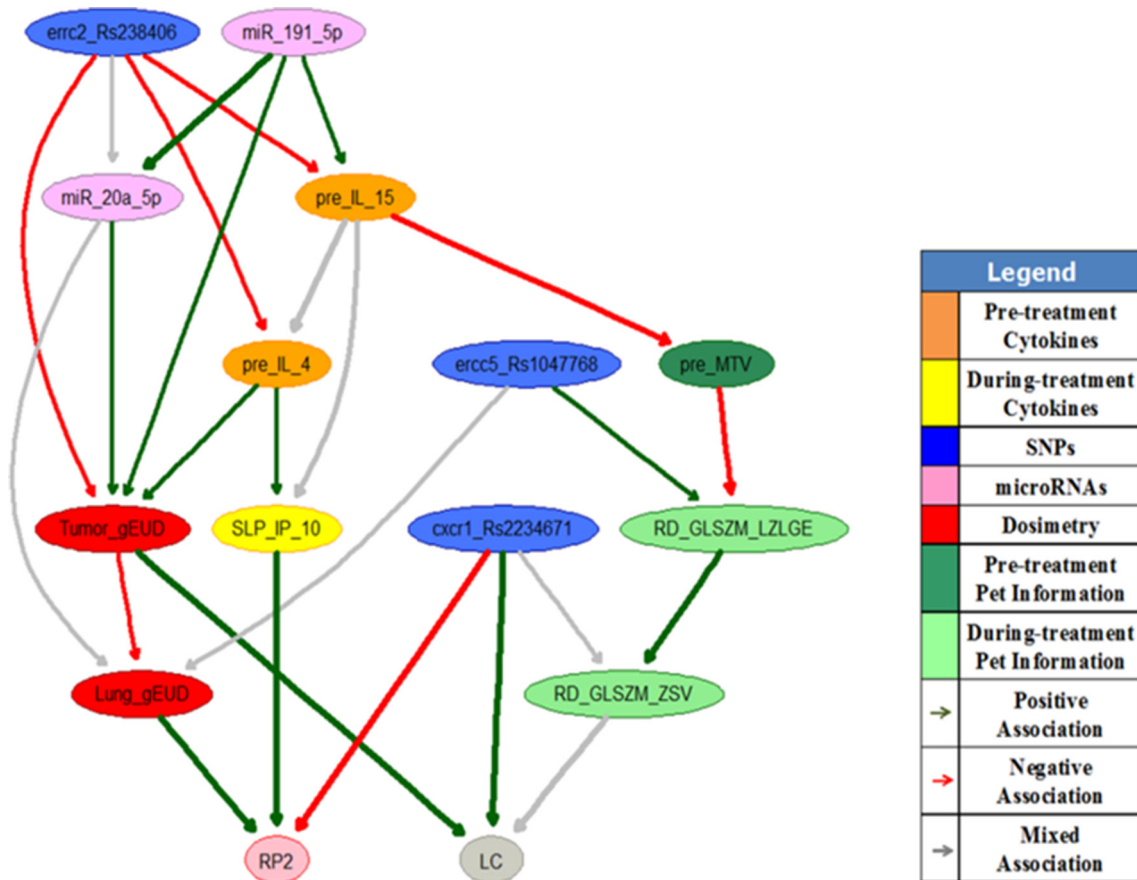 errc2_Rs238406
miR_191_5p
miR_20a_5p
pre_IL_15
pre_IL_4
ercc5_Rs1047768
pre_MTV
Tumor_gEUD
SLP_IP_10
cxcr1_Rs2234671
RD_GLSZM_LZLGE
Lung_gEUD
RD_GLSZM_ZSV
RP2
LC
Legend
Pre-treatment
Cytokines
During-treatment
Cytokines
SNPs
microRNAs
Dosimetry
Pre-treatment
Pet Information
During-treatment
Pet Information
Positive
Association
Negative
Association
Mixed
Association